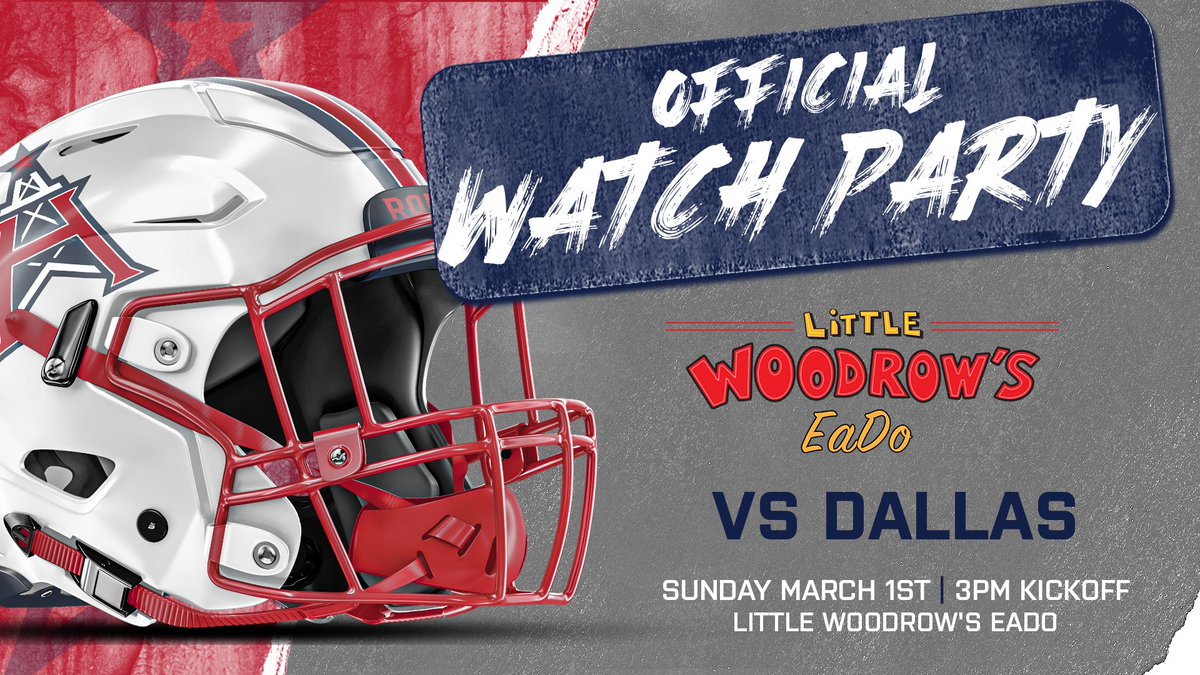 OFFICIAL
WATCH PARTY
LiTTLE
WOODROW'S
EaDo
VS DALLAS
SUNDAY MARCH 1ST | 3PM KICKOFF
LITTLE WOODROW'S EADO